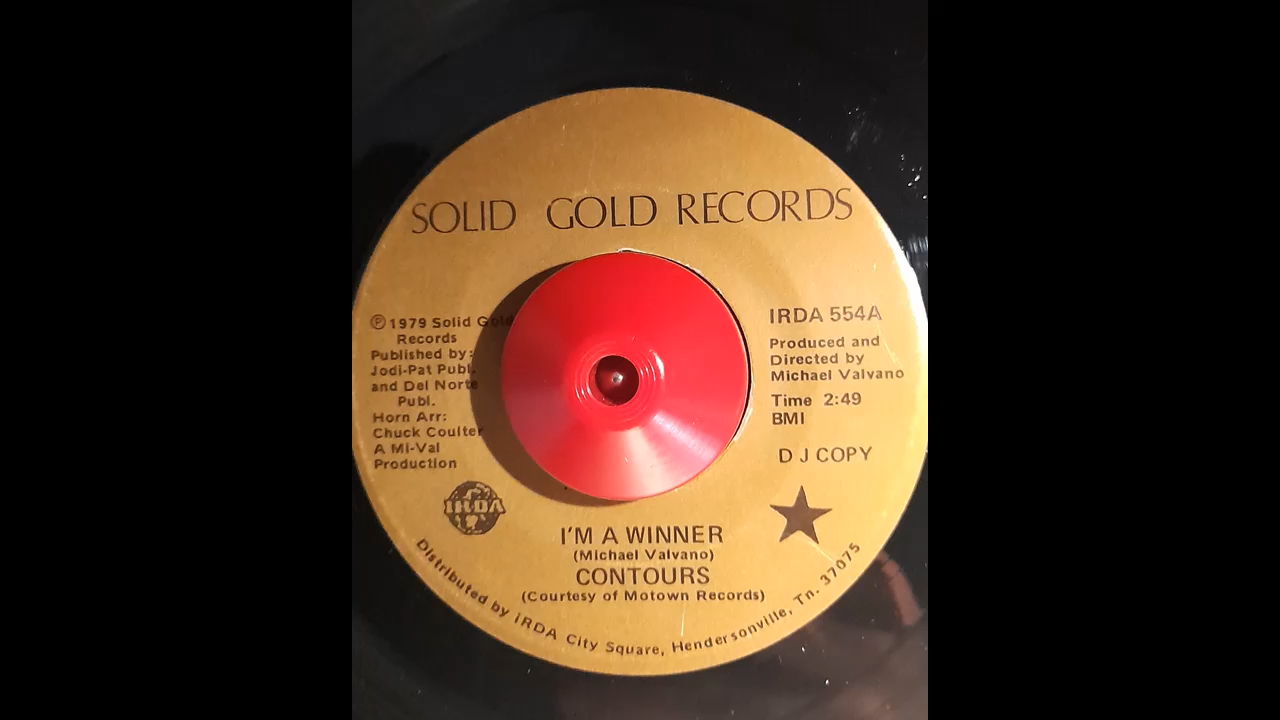 SOLID GOLD RECORDS
℗ 1979 Solid Gold
Records
Published by:
Jodi-Pat Publ.
and Del Norte
Publ.
Horn Arr:
Chuck Coulter
A Mi-Val
Production
IRDA 554A
Produced and
Directed by
Michael Valvano
Time 2:49
BMI
D J COPY
IRDA
I'M A WINNER
(Michael Valvano)
CONTOURS
(Courtesy of Motown Records)
Distributed by IRDA City Square, Hendersonville, Tn. 37075